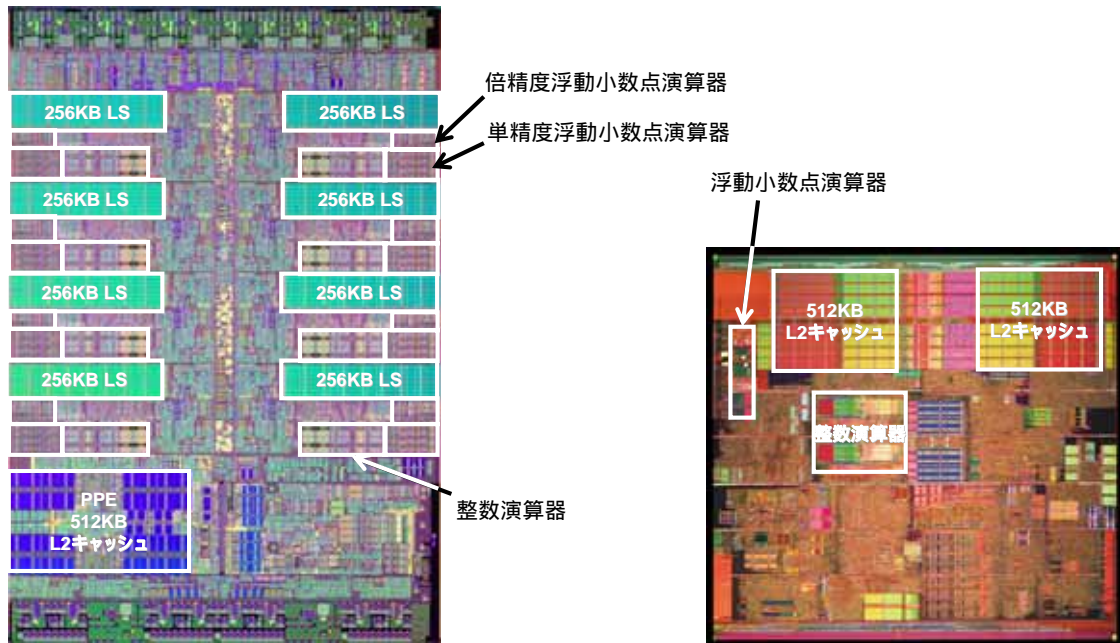 倍精度浮動小数点演算器
256KB LS
256KB LS
単精度浮動小数点演算器
浮動小数点演算器
256KB LS
256KB LS
256KB LS
256KB LS
512KB
L2キャッシュ
512KB
L2キャッシュ
256KB LS
256KB LS
整数演算器
PPE
512KB
L2キャッシュ
整数演算器